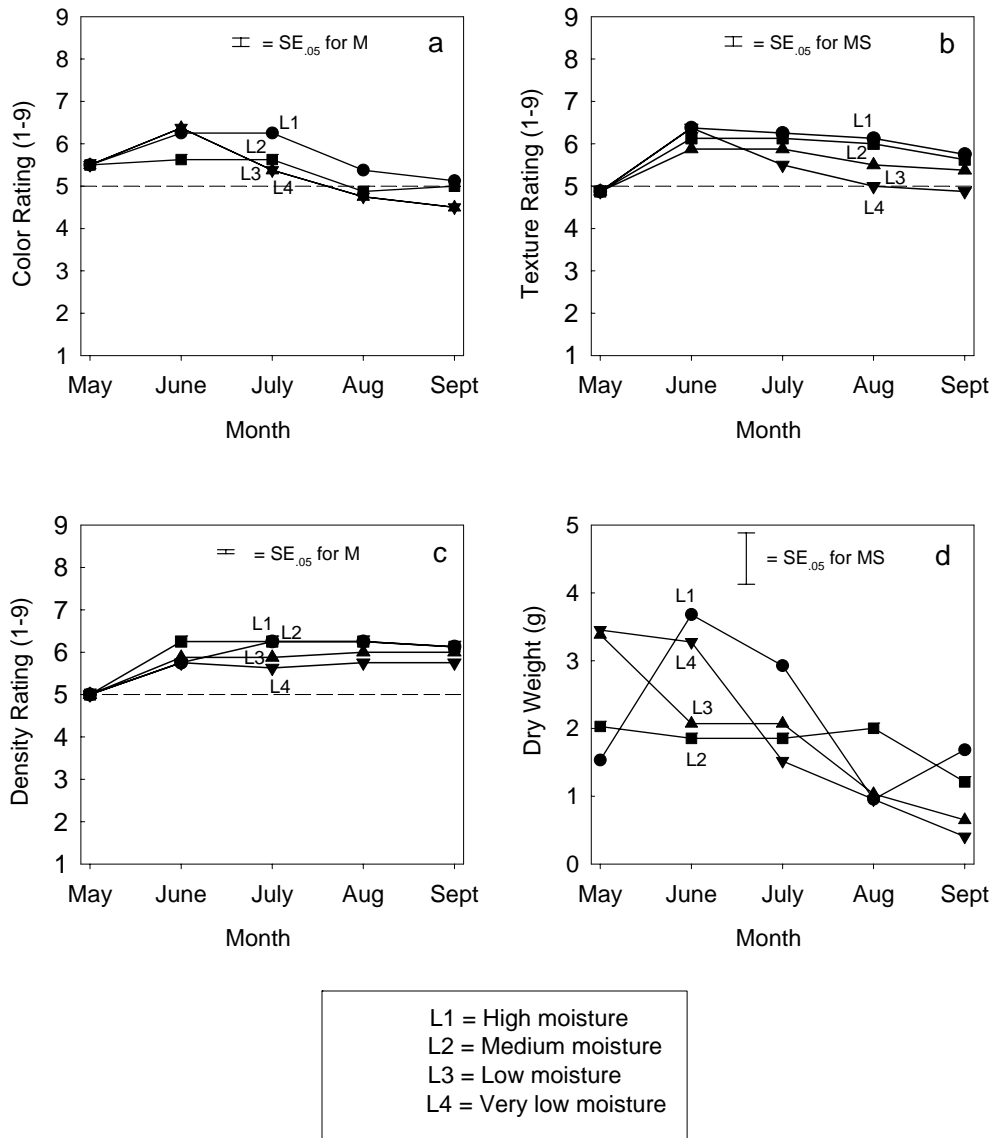 a
= SE.05 for M
Color Rating (1-9)
9
8
7
6
5
4
3
2
1
L1
L2
L3
L4
May June July Aug Sept
Month
b
= SE.05 for MS
Texture Rating (1-9)
9
8
7
6
5
4
3
2
1
L1
L2
L3
L4
May June July Aug Sept
Month
c
= SE.05 for M
Density Rating (1-9)
9
8
7
6
5
4
3
2
1
L1
L2
L3
L4
May June July Aug Sept
Month
d
= SE.05 for MS
Dry Weight (g)
5
4
3
2
1
0
L1
L4
L3
L2
May June July Aug Sept
Month
L1 = High moisture
L2 = Medium moisture
L3 = Low moisture
L4 = Very low moisture